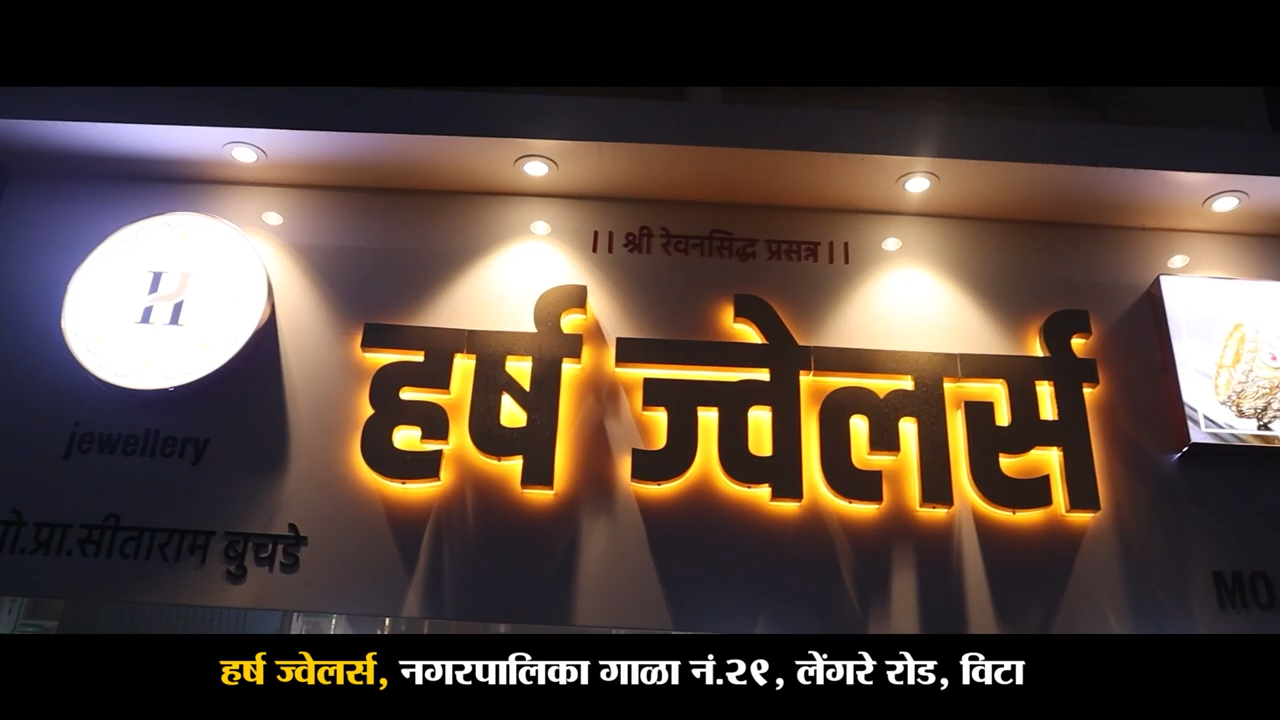 || श्री रेवनसिद्ध प्रसन्न ||
H
हर्ष ज्वेलर्स
jewellery
प्रो.प्रा.सीताराम बुचडे
हर्ष ज्वेलर्स, नगरपालिका गाळा नं.२९, लेंगरे रोड, विटा